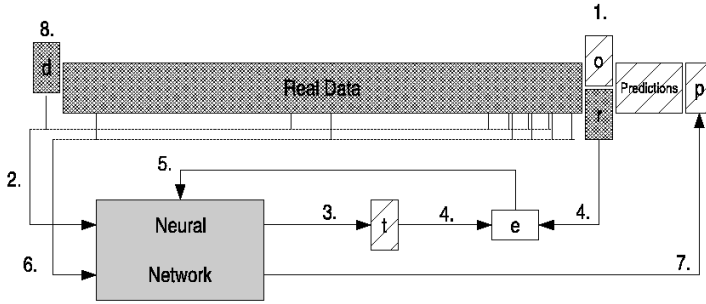 8.
1.
d
o
Real Data
Predictions
p
r
2.
5.
Neural
3.
t
4.
e
4.
6.
Network
7.